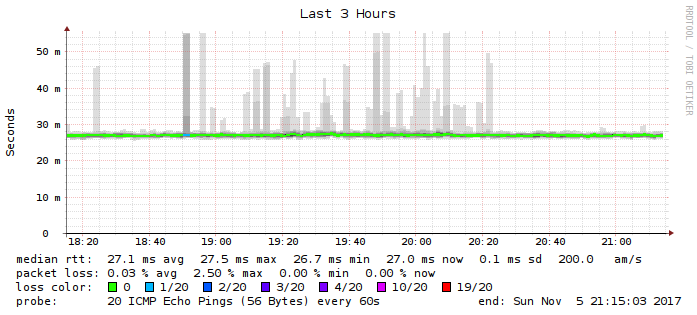 Last 3 Hours
RRDTOOL / TOBI OETIKER
Seconds
50 m
40 m
30 m
20 m
10 m
0
18:20 18:40 19:00 19:20 19:40 20:00 20:20 20:40 21:00
median rtt: 27.1 ms avg 27.5 ms max 26.7 ms min 27.0 ms now 0.1 ms sd 200.0 am/s
packet loss: 0.03 % avg 2.50 % max 0.00 % min 0.00 % now
loss color: 0 1/20 2/20 3/20 4/20 10/20 19/20
probe: 20 ICMP Echo Pings (56 Bytes) every 60s end: Sun Nov 5 21:15:03 2017